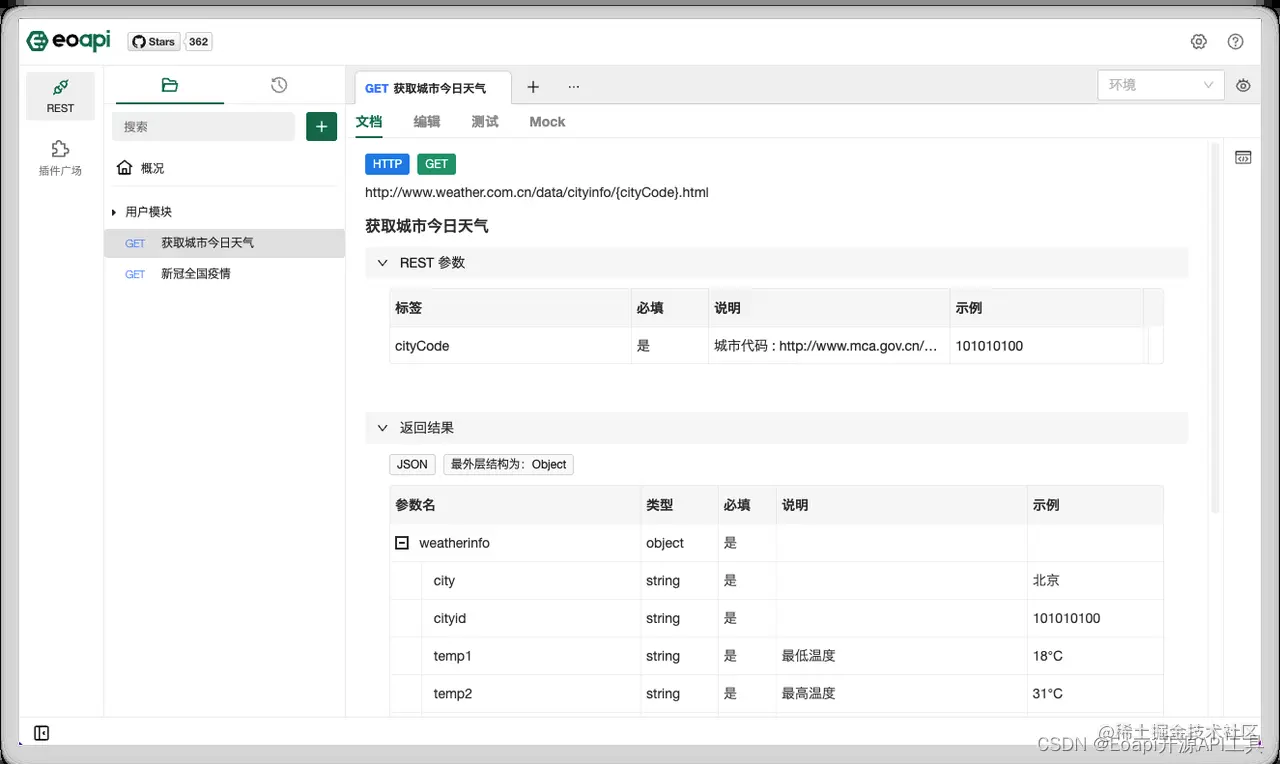 eoapi Stars 362
REST
插件广场
搜索
+
概况
用户模块
GET 获取城市今日天气
GET 新冠全国疫情
GET 获取城市今日天气 + ...
环境
文档 编辑 测试 Mock
HTTP GET
http://www.weather.com.cn/data/cityinfo/{cityCode}.html
获取城市今日天气
REST 参数
标签 必填 说明 示例
cityCode 是 城市代码 : http://www.mca.gov.cn/... 101010100
返回结果
JSON 最外层结构为：Object
参数名 类型 必填 说明 示例
weatherinfo object 是
city string 是 北京
cityid string 是 101010100
temp1 string 是 最低温度 18°C
temp2 string 是 最高温度 31°C
@稀土掘金技术社区
CSDN @Eoapi开源API工具